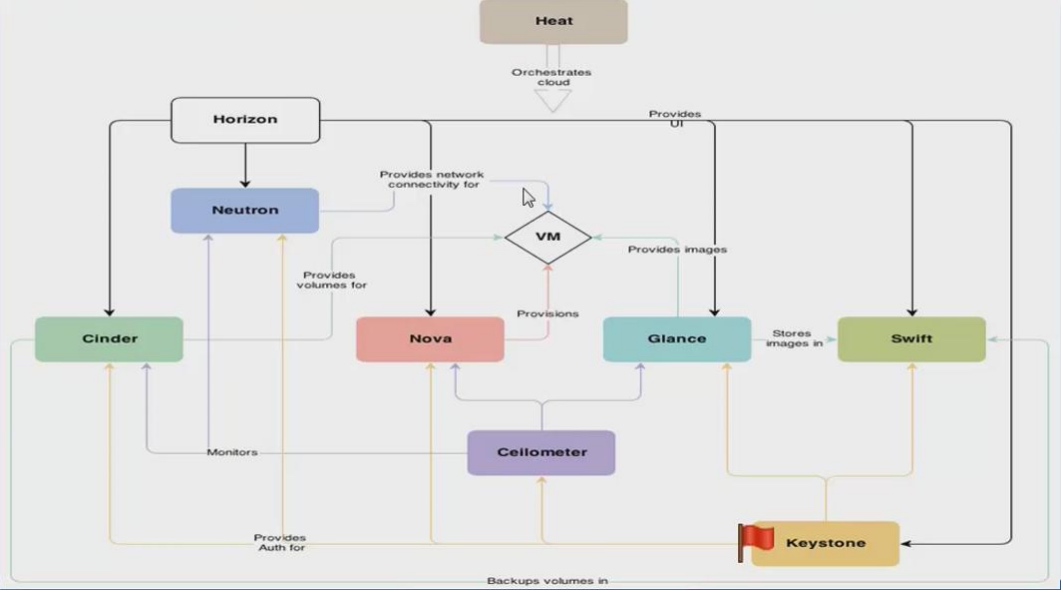 Heat
Orchestrates
cloud
Horizon
Provides
UI
Provides network
connectivity for
Neutron
VM
Provides images
Provides
volumes for
Provisions
Cinder
Nova
Glance
Stores
images in
Swift
Monitors
Ceilometer
Provides
Auth for
Keystone
Backups volumes in